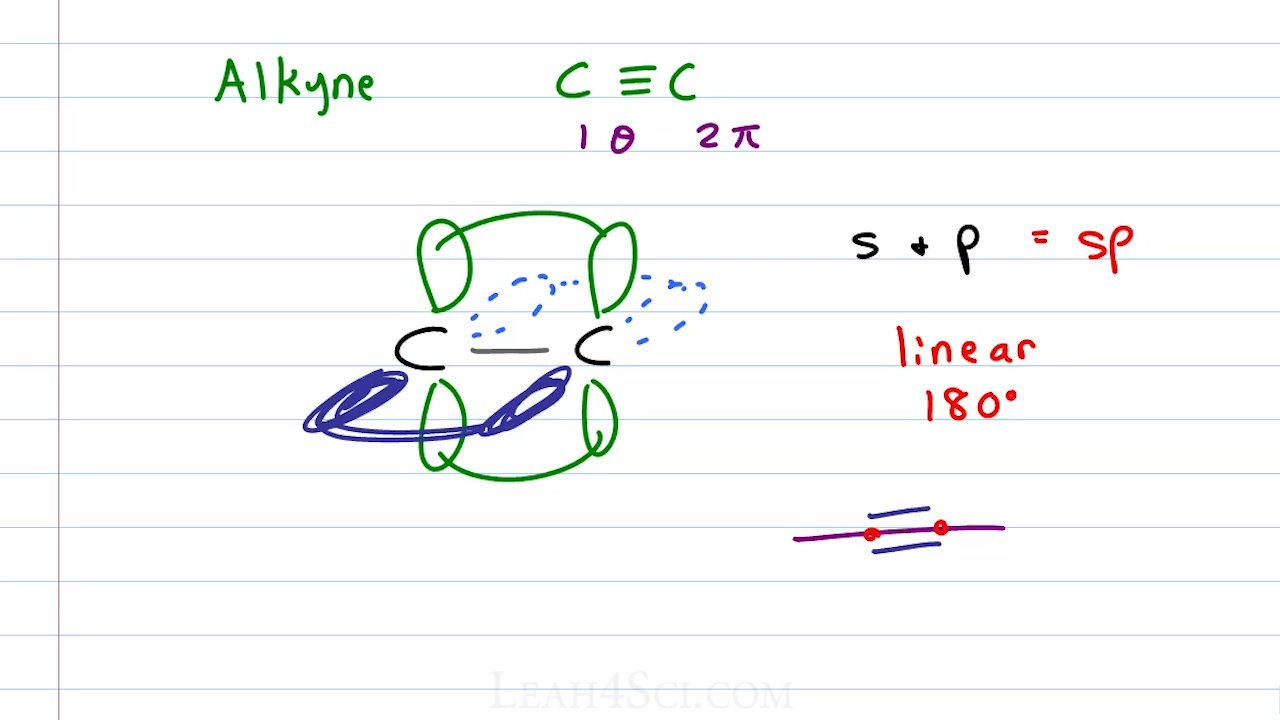 Alkyne C ≡ C
1 θ 2 π
s + p = sp
C — C
linear
180°
LEAH4SCI.COM